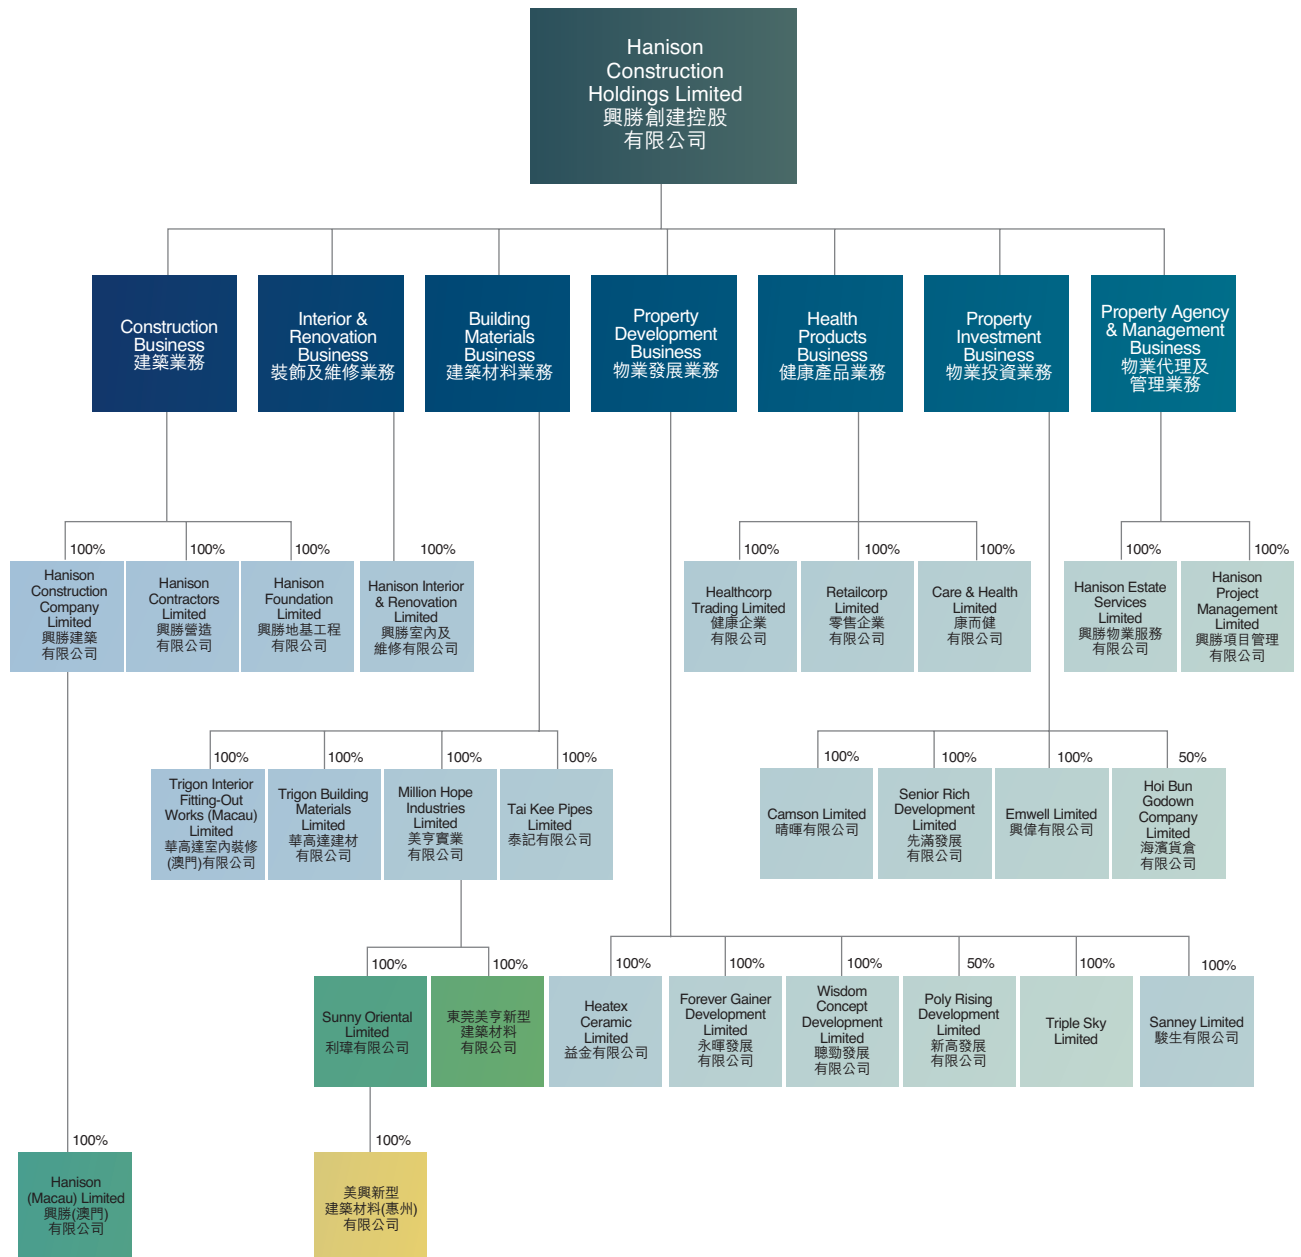 Hanison
Construction
Holdings Limited
興勝創建控股
有限公司
Construction
Business
建築業務
Interior &
Renovation
Business
裝飾及維修業務
Building
Materials
Business
建築材料業務
Property
Development
Business
物業發展業務
Health
Products
Business
健康產品業務
Property
Investment
Business
物業投資業務
Property Agency
& Management
Business
物業代理及
管理業務
100%
Hanison
Construction
Company
Limited
興勝建築
有限公司
100%
Hanison
Contractors
Limited
興勝營造
有限公司
100%
Hanison
Foundation
Limited
興勝地基工程
有限公司
100%
Hanison Interior
& Renovation
Limited
興勝室內及
維修有限公司
100%
Healthcorp
Trading Limited
健康企業
有限公司
100%
Retailcorp
Limited
零售企業
有限公司
100%
Care & Health
Limited
康而健
有限公司
100%
Hanison Estate
Services
Limited
興勝物業服務
有限公司
100%
Hanison
Project
Management
Limited
興勝項目管理
有限公司
100%
Trigon Interior
Fitting-Out
Works (Macau)
Limited
華高達室內裝修
(澳門)有限公司
100%
Trigon Building
Materials
Limited
華高達建材
有限公司
100%
Million Hope
Industries
Limited
美亨實業
有限公司
100%
Tai Kee Pipes
Limited
泰記有限公司
100%
Camson Limited
晴暉有限公司
100%
Senior Rich
Development
Limited
先滿發展
有限公司
100%
Emwell Limited
興偉有限公司
50%
Hoi Bun
Godown
Company
Limited
海濱貨倉
有限公司
100%
Sunny Oriental
Limited
利瑋有限公司
100%
東莞美亨新型
建築材料
有限公司
100%
Heatex
Ceramic
Limited
益金有限公司
100%
Forever Gainer
Development
Limited
永暉發展
有限公司
100%
Wisdom
Concept
Development
Limited
聰勁發展
有限公司
50%
Poly Rising
Development
Limited
新高發展
有限公司
100%
Triple Sky
Limited
100%
Sanney Limited
駿生有限公司
100%
Hanison
(Macau) Limited
興勝(澳門)
有限公司
100%
美興新型
建築材料(惠州)
有限公司